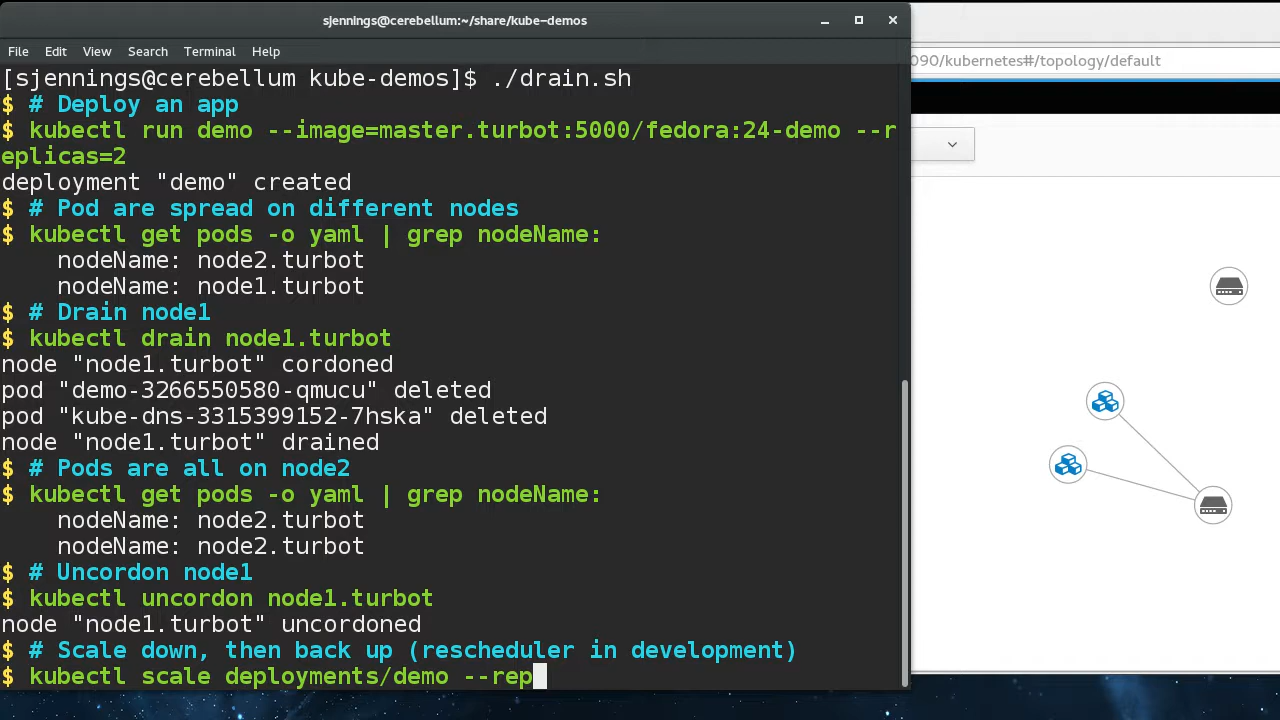 sjennings@cerebellum:~/share/kube-demos
File Edit View Search Terminal Help
090/kubernetes#/topology/default
[sjennings@cerebellum kube-demos]$ ./drain.sh
$ # Deploy an app
$ kubectl run demo --image=master.turbot:5000/fedora:24-demo --r
eplicas=2
deployment "demo" created
$ # Pod are spread on different nodes
$ kubectl get pods -o yaml | grep nodeName:
nodeName: node2.turbot
nodeName: node1.turbot
$ # Drain node1
$ kubectl drain node1.turbot
node "node1.turbot" cordoned
pod "demo-3266550580-qmucu" deleted
pod "kube-dns-3315399152-7hska" deleted
node "node1.turbot" drained
$ # Pods are all on node2
$ kubectl get pods -o yaml | grep nodeName:
nodeName: node2.turbot
nodeName: node2.turbot
$ # Uncordon node1
$ kubectl uncordon node1.turbot
node "node1.turbot" uncordoned
$ # Scale down, then back up (rescheduler in development)
$ kubectl scale deployments/demo --rep